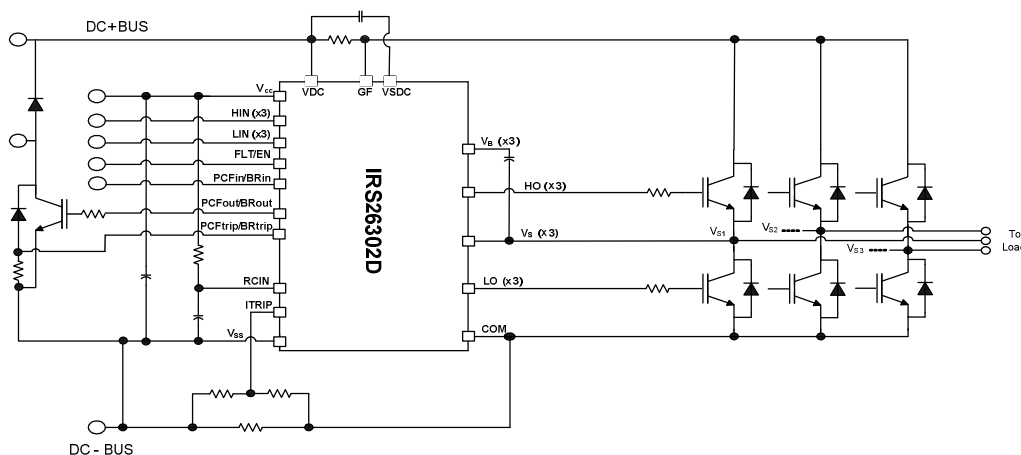 DC+BUS
VDC
GF
VSDC
Vcc
HIN (x3)
LIN (x3)
FLT/EN
PCFin/BRin
PCFout/BRout
PCFtrip/BRtrip
RCIN
ITRIP
VSS
IRS26302D
VB (x3)
HO (x3)
VS (x3)
LO (x3)
COM
VS1
VS2
VS3
To
Load
DC - BUS